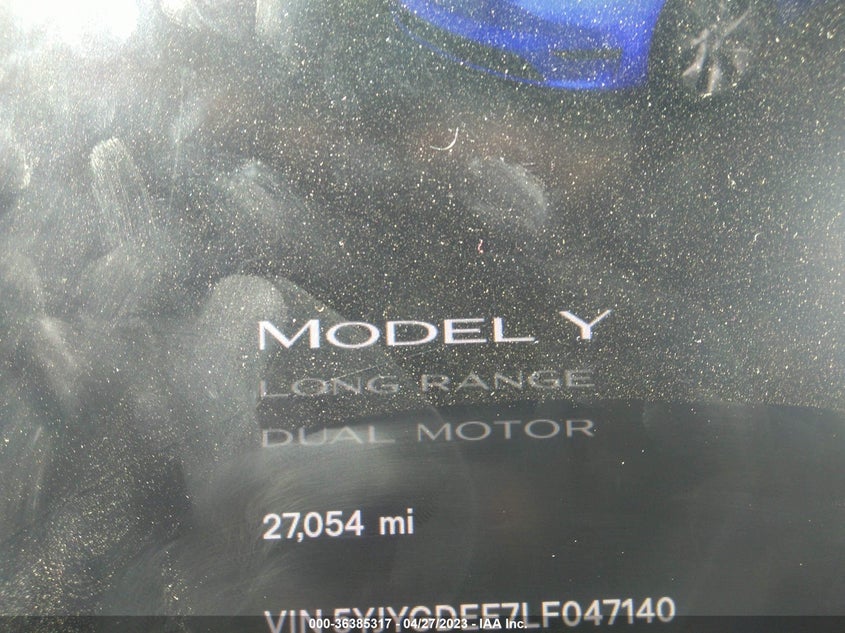 MODEL Y
LONG RANGE
DUAL MOTOR
27,054 mi
VIN 5YJYGDEE7LF047140
000-36385317 - 04/27/2023 - IAA Inc.